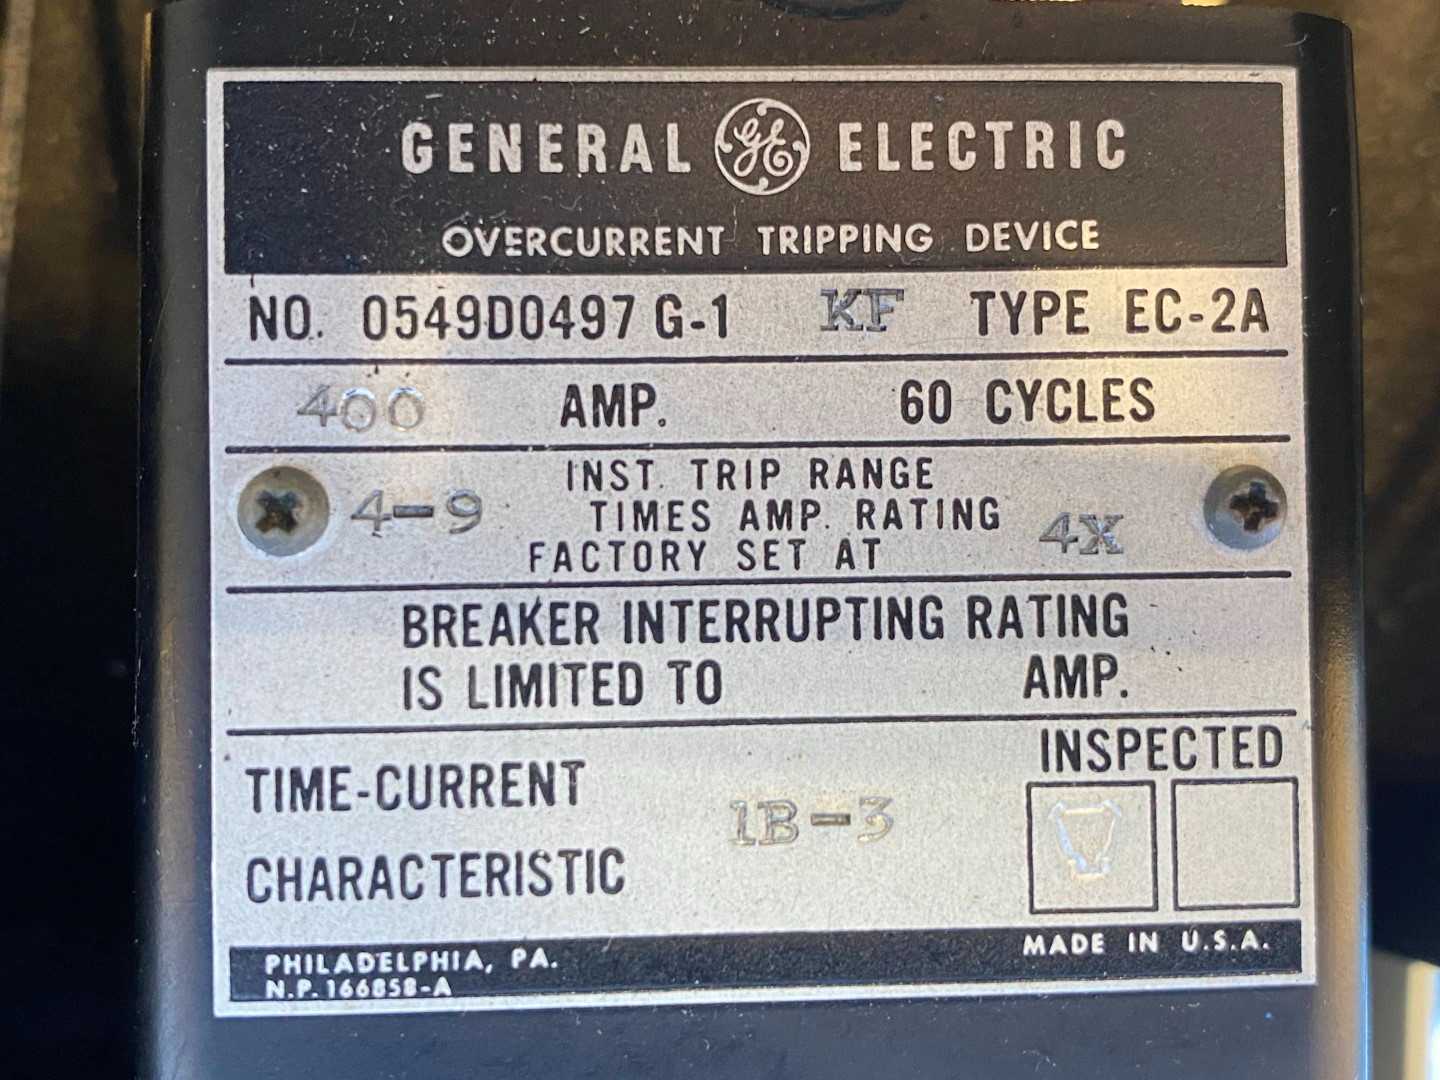 GENERAL GE ELECTRIC
OVERCURRENT TRIPPING DEVICE
NO. 0549D0497 G-1 KF TYPE EC-2A
400 AMP. 60 CYCLES
4-9 INST. TRIP RANGE
TIMES AMP. RATING
FACTORY SET AT 4X
BREAKER INTERRUPTING RATING
IS LIMITED TO AMP.
INSPECTED
TIME-CURRENT
CHARACTERISTIC 1B-3
PHILADELPHIA, PA. MADE IN U.S.A.
N.P. 166858-A